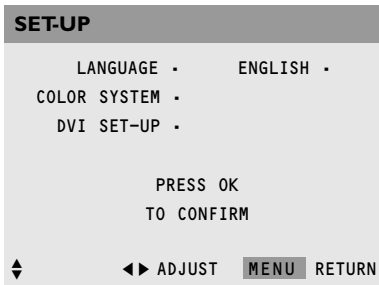 SET-UP
LANGUAGE · ENGLISH ·
COLOR SYSTEM ·
DVI SET-UP ·
PRESS OK
TO CONFIRM
ADJUST MENU RETURN